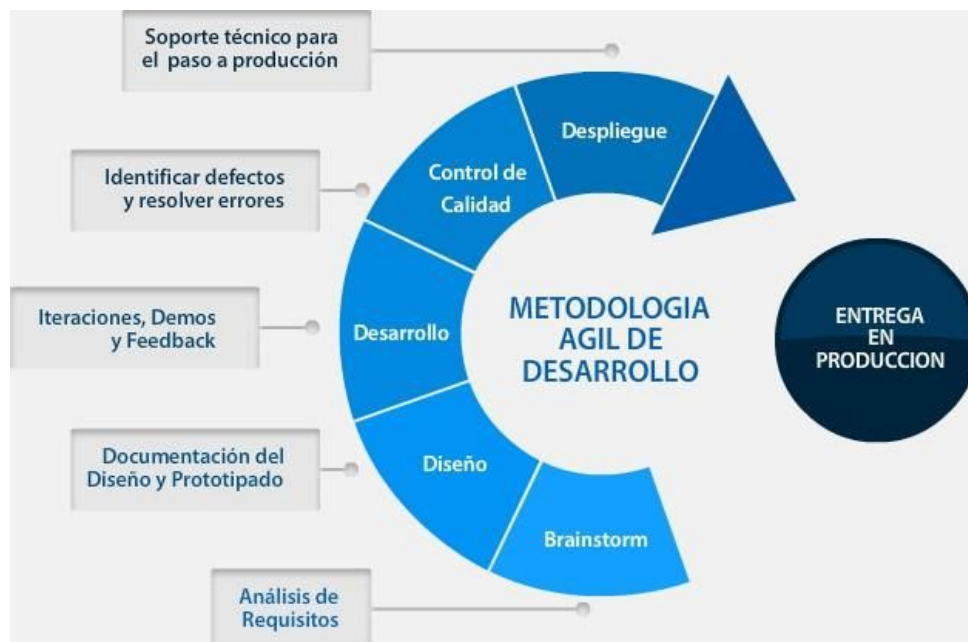 Soporte técnico para
el paso a producción
Despliegue
Control de
Calidad
Identificar defectos
y resolver errores
Iteraciones, Demos
y Feedback
Desarrollo
METODOLOGIA
AGIL DE
DESARROLLO
ENTREGA
EN
PRODUCCION
Documentación del
Diseño y Prototipado
Diseño
Brainstorm
Análisis de
Requisitos